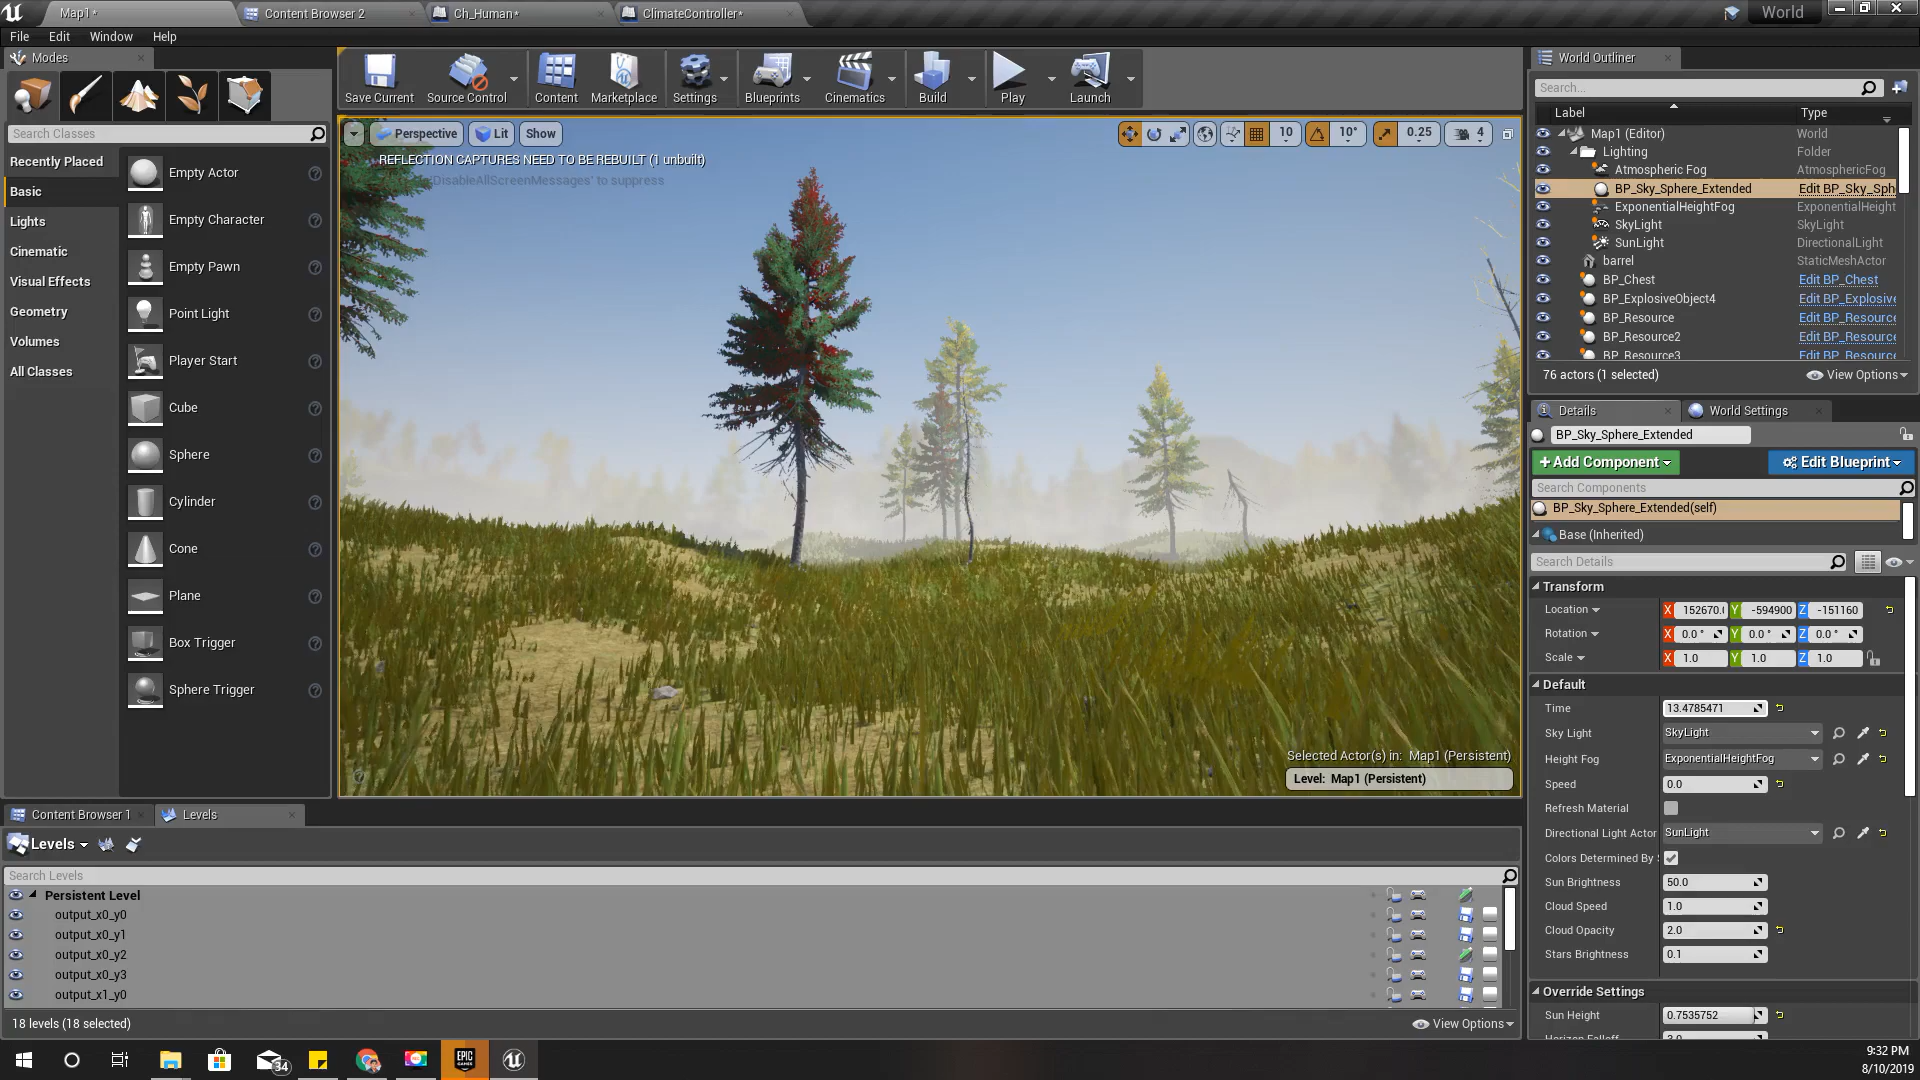 Map1*
Content Browser 2
Ch_Human*
ClimateController*
World
File Edit Window Help
Modes
Search Classes
Recently Placed
Basic
Lights
Cinematic
Visual Effects
Geometry
Volumes
All Classes
Empty Actor
Empty Character
Empty Pawn
Point Light
Player Start
Cube
Sphere
Cylinder
Cone
Plane
Box Trigger
Sphere Trigger
Save Current
Source Control
Content
Marketplace
Settings
Blueprints
Cinematics
Build
Play
Launch
Perspective Lit Show
10 10° 0.25 4
REFLECTION CAPTURES NEED TO BE REBUILT (1 unbuilt)
'DisableAllScreenMessages' to suppress
Selected Actor(s) in: Map1 (Persistent)
Level: Map1 (Persistent)
World Outliner
Search...
Label Type
Map1 (Editor) World
Lighting Folder
Atmospheric Fog AtmosphericFog
BP_Sky_Sphere_Extended Edit BP_Sky_Sph
ExponentialHeightFog ExponentialHeight
SkyLight SkyLight
SunLight DirectionalLight
barrel StaticMeshActor
BP_Chest Edit BP_Chest
BP_ExplosiveObject4 Edit BP_Explosive
BP_Resource Edit BP_Resource
BP_Resource2 Edit BP_Resource
BP_Resource3 Edit BP_Resource
76 actors (1 selected) View Options
Details
World Settings
BP_Sky_Sphere_Extended
+Add Component
Edit Blueprint
Search Components
BP_Sky_Sphere_Extended(self)
Base (Inherited)
Search Details
Transform
Location X 152670.( Y -594900 Z -151160
Rotation X 0.0 ° Y 0.0 ° Z 0.0 °
Scale X 1.0 Y 1.0 Z 1.0
Default
Time 13.4785471
Sky Light SkyLight
Height Fog ExponentialHeightFog
Speed 0.0
Refresh Material
Directional Light Actor SunLight
Colors Determined By
Sun Brightness 50.0
Cloud Speed 1.0
Cloud Opacity 2.0
Stars Brightness 0.1
Override Settings
Sun Height 0.7535752
Horizon Falloff 3.0
Content Browser 1
Levels
Levels
Search Levels
Persistent Level
output_x0_y0
output_x0_y1
output_x0_y2
output_x0_y3
output_x1_y0
18 levels (18 selected)
View Options
34
EPIC
GAMES
9:32 PM
8/10/2019